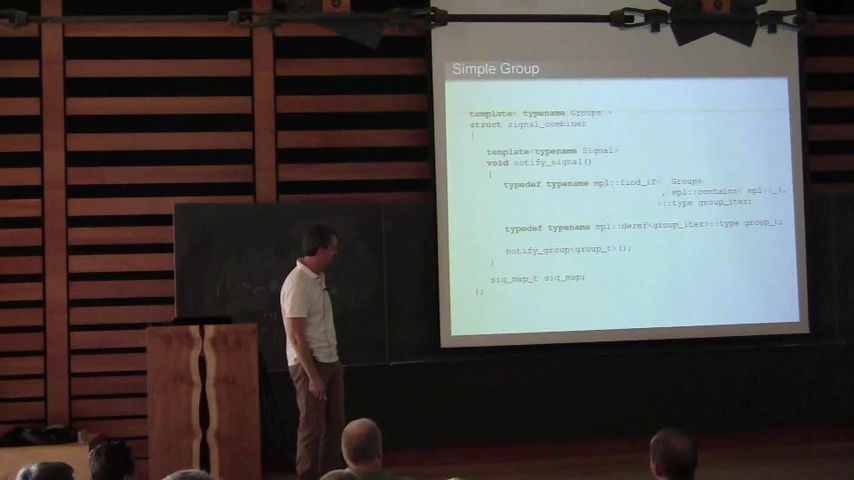 Simple Group
template< typename Groups >
struct signal_combiner
{
template<typename Signal>
void notify_signal()
{
typedef typename mpl::find_if< Groups
, mpl::contains< mpl::_1,
>::type group_iter;
typedef typename mpl::deref<group_iter>::type group_t;
notify_group<group_t>();
}
sig_map_t sig_map;
};